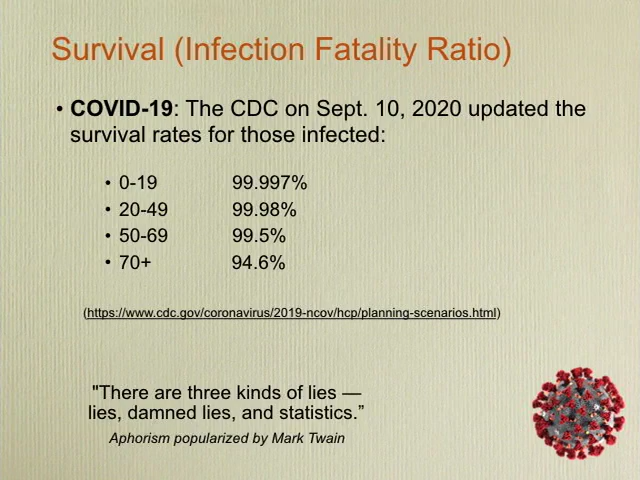 Survival (Infection Fatality Ratio)
• COVID-19: The CDC on Sept. 10, 2020 updated the
survival rates for those infected:
• 0-19 99.997%
• 20-49 99.98%
• 50-69 99.5%
• 70+ 94.6%
(https://www.cdc.gov/coronavirus/2019-ncov/hcp/planning-scenarios.html)
"There are three kinds of lies —
lies, damned lies, and statistics.”
Aphorism popularized by Mark Twain